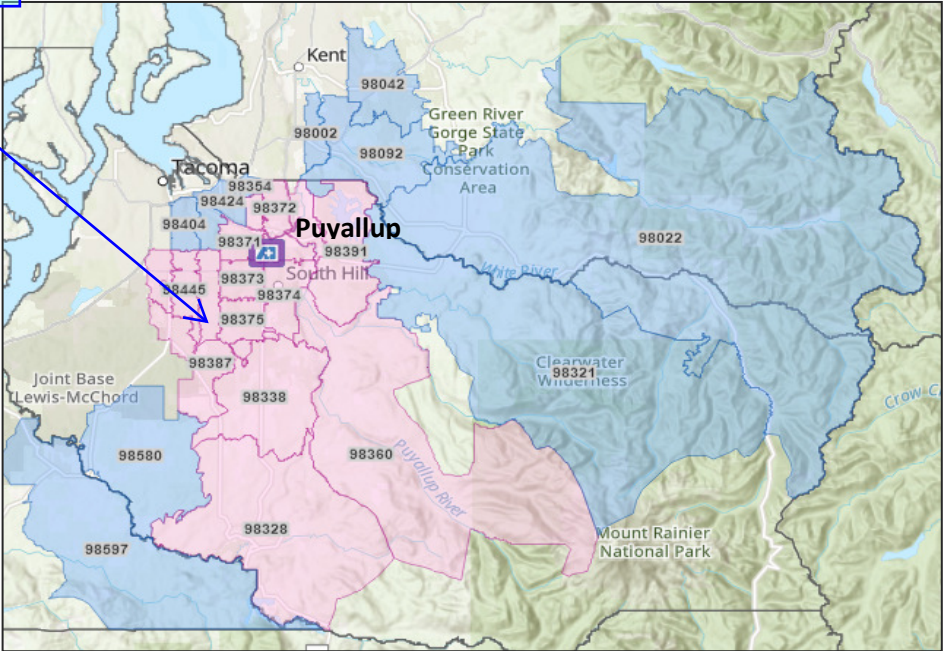 Kent
98042
Green River
Gorge State
Park
Conservation
Area
98002
98092
Tacoma
98354
98424
98372
98404
Puyallup
98371
98391
98022
98373
South Hill
White River
98445
98374
98375
98387
Clearwater
Wilderness
98321
Joint Base
Lewis-McChord
98338
Crow C
98580
98360
Puyallup River
98328
Mount Rainier
National Park
98597